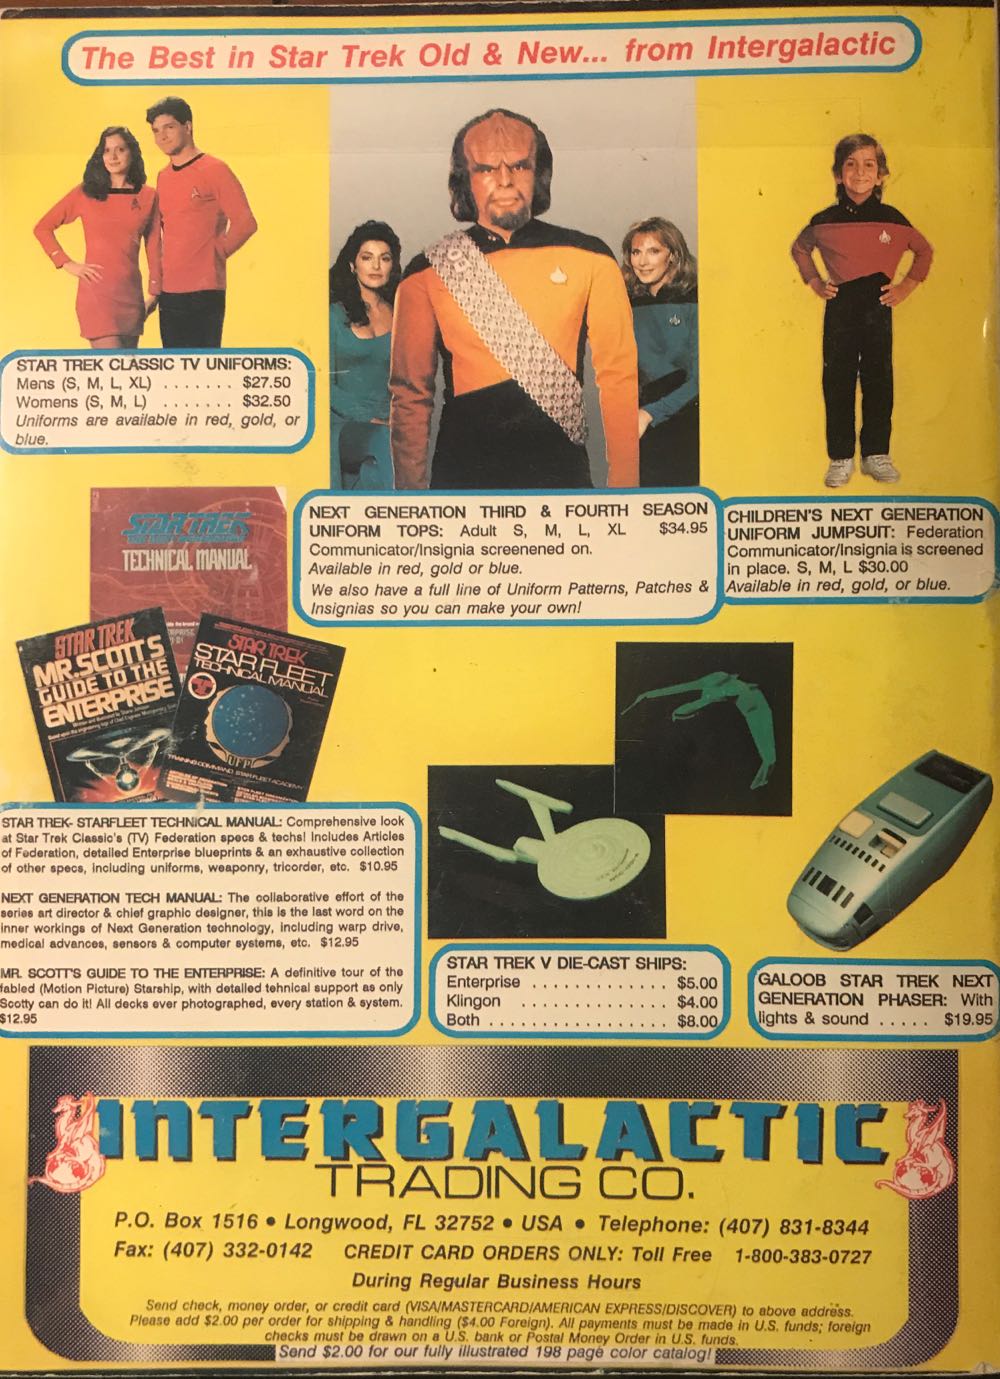 The Best in Star Trek Old & New... from Intergalactic
STAR TREK CLASSIC TV UNIFORMS:
Mens (S, M, L, XL) . . . . . . . $27.50
Womens (S, M, L) . . . . . . $32.50
Uniforms are available in red, gold, or
blue.
NEXT GENERATION THIRD & FOURTH SEASON
UNIFORM TOPS: Adult S, M, L, XL $34.95
Communicator/Insignia screenened on.
Available in red, gold or blue.
We also have a full line of Uniform Patterns, Patches &
Insignias so you can make your own!
CHILDREN'S NEXT GENERATION
UNIFORM JUMPSUIT: Federation
Communicator/Insignia is screened
in place. S, M, L $30.00
Available in red, gold, or blue.
STAR TREK
THE NEXT GENERATION
TECHNICAL MANUAL
STAR TREK
MR. SCOTT'S
GUIDE TO THE
ENTERPRISE
STAR TREK
STAR FLEET
TECHNICAL MANUAL
UFP
TRAINING COMMAND STAR FLEET ACADEMY
STAR TREK- STARFLEET TECHNICAL MANUAL: Comprehensive look
at Star Trek Classic's (TV) Federation specs & techs! Includes Articles
of Federation, detailed Enterprise blueprints & an exhaustive collection
of other specs, including uniforms, weaponry, tricorder, etc. $10.95
NEXT GENERATION TECH MANUAL: The collaborative effort of the
series art director & chief graphic designer, this is the last word on the
inner workings of Next Generation technology, including warp drive,
medical advances, sensors & computer systems, etc. $12.95
MR. SCOTT'S GUIDE TO THE ENTERPRISE: A definitive tour of the
fabled (Motion Picture) Starship, with detailed tehnical support as only
Scotty can do it! All decks ever photographed, every station & system.
$12.95
STAR TREK V DIE-CAST SHIPS:
Enterprise . . . . . . . . . . . . . $5.00
Klingon . . . . . . . . . . . . . . . $4.00
Both . . . . . . . . . . . . . . . . . $8.00
GALOOB STAR TREK NEXT
GENERATION PHASER: With
lights & sound . . . . . $19.95
INTERGALACTIC
TRADING CO.
P.O. Box 1516 • Longwood, FL 32752 • USA • Telephone: (407) 831-8344
Fax: (407) 332-0142 CREDIT CARD ORDERS ONLY: Toll Free 1-800-383-0727
During Regular Business Hours
Send check, money order, or credit card (VISA/MASTERCARD/AMERICAN EXPRESS/DISCOVER) to above address.
Please add $2.00 per order for shipping & handling ($4.00 Foreign). All payments must be made in U.S. funds; foreign
checks must be drawn on a U.S. bank or Postal Money Order in U.S. funds.
Send $2.00 for our fully illustrated 198 page color catalog!